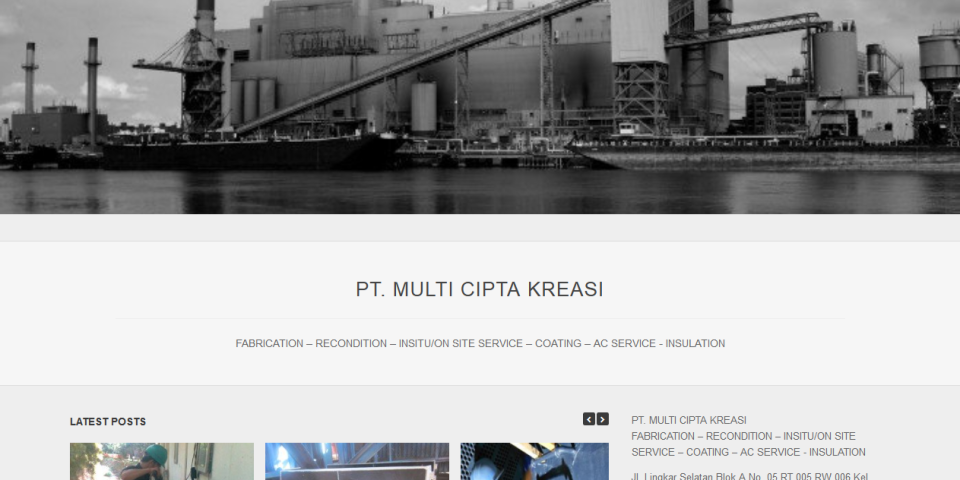 PT. MULTI CIPTA KREASI
FABRICATION – RECONDITION – INSITU/ON SITE SERVICE – COATING – AC SERVICE - INSULATION
LATEST POSTS
PT. MULTI CIPTA KREASI
FABRICATION – RECONDITION – INSITU/ON SITE
SERVICE – COATING – AC SERVICE - INSULATION
Jl. Lingkar Selatan Blok A No. 05 RT 005 RW 006 Kel